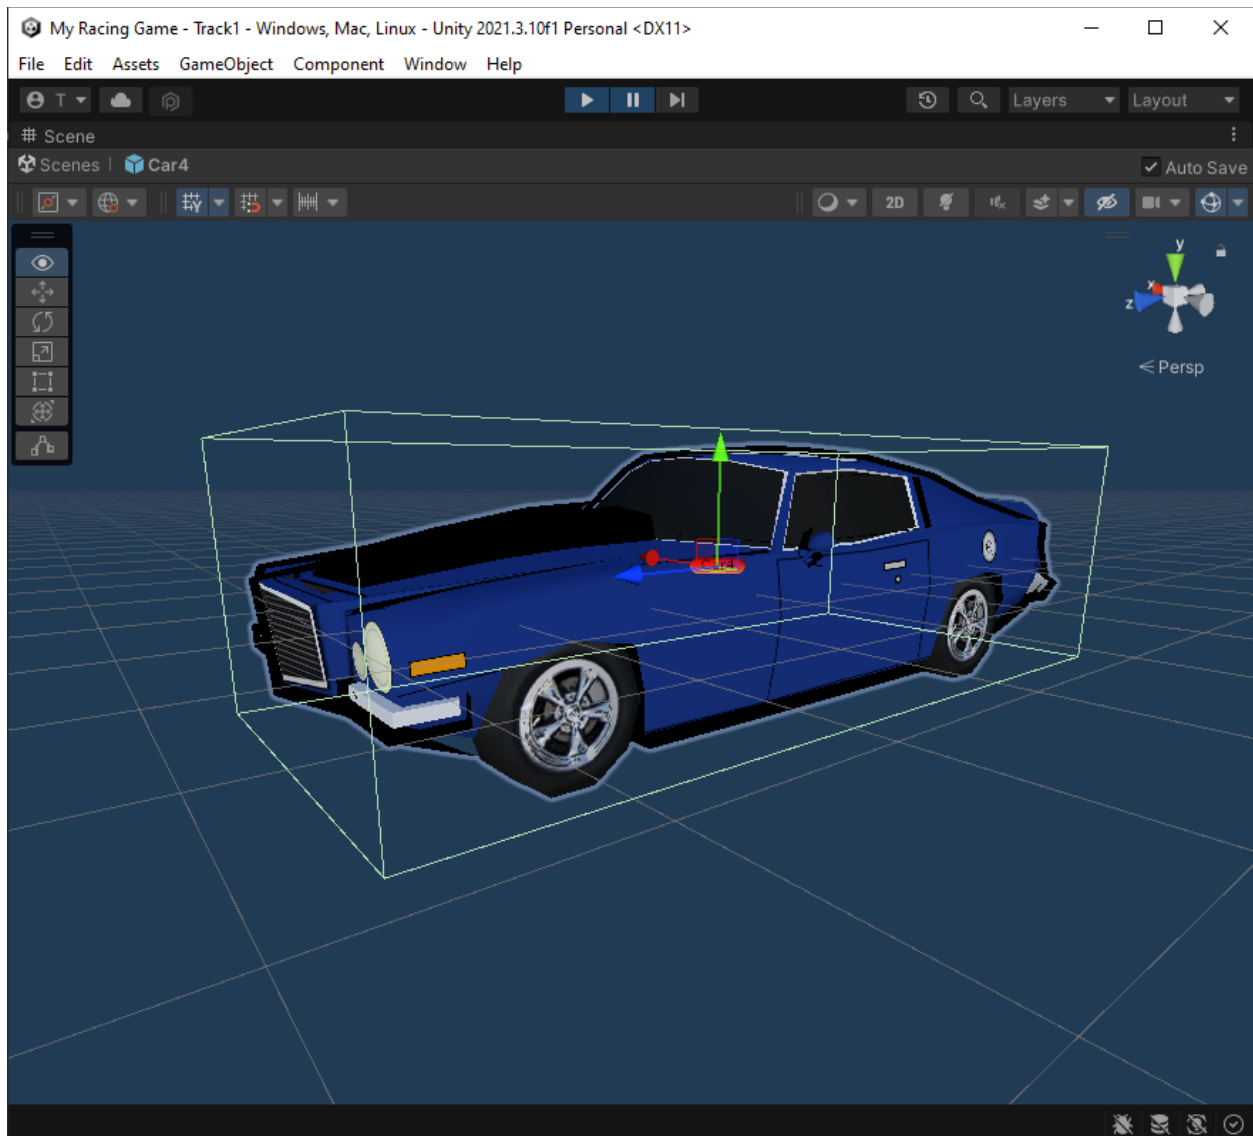 My Racing Game - Track1 - Windows, Mac, Linux - Unity 2021.3.10f1 Personal <DX11>
File Edit Assets GameObject Component Window Help
T Layers Layout
Scene
Scenes Car4
Auto Save
2D
y
x
z
Persp